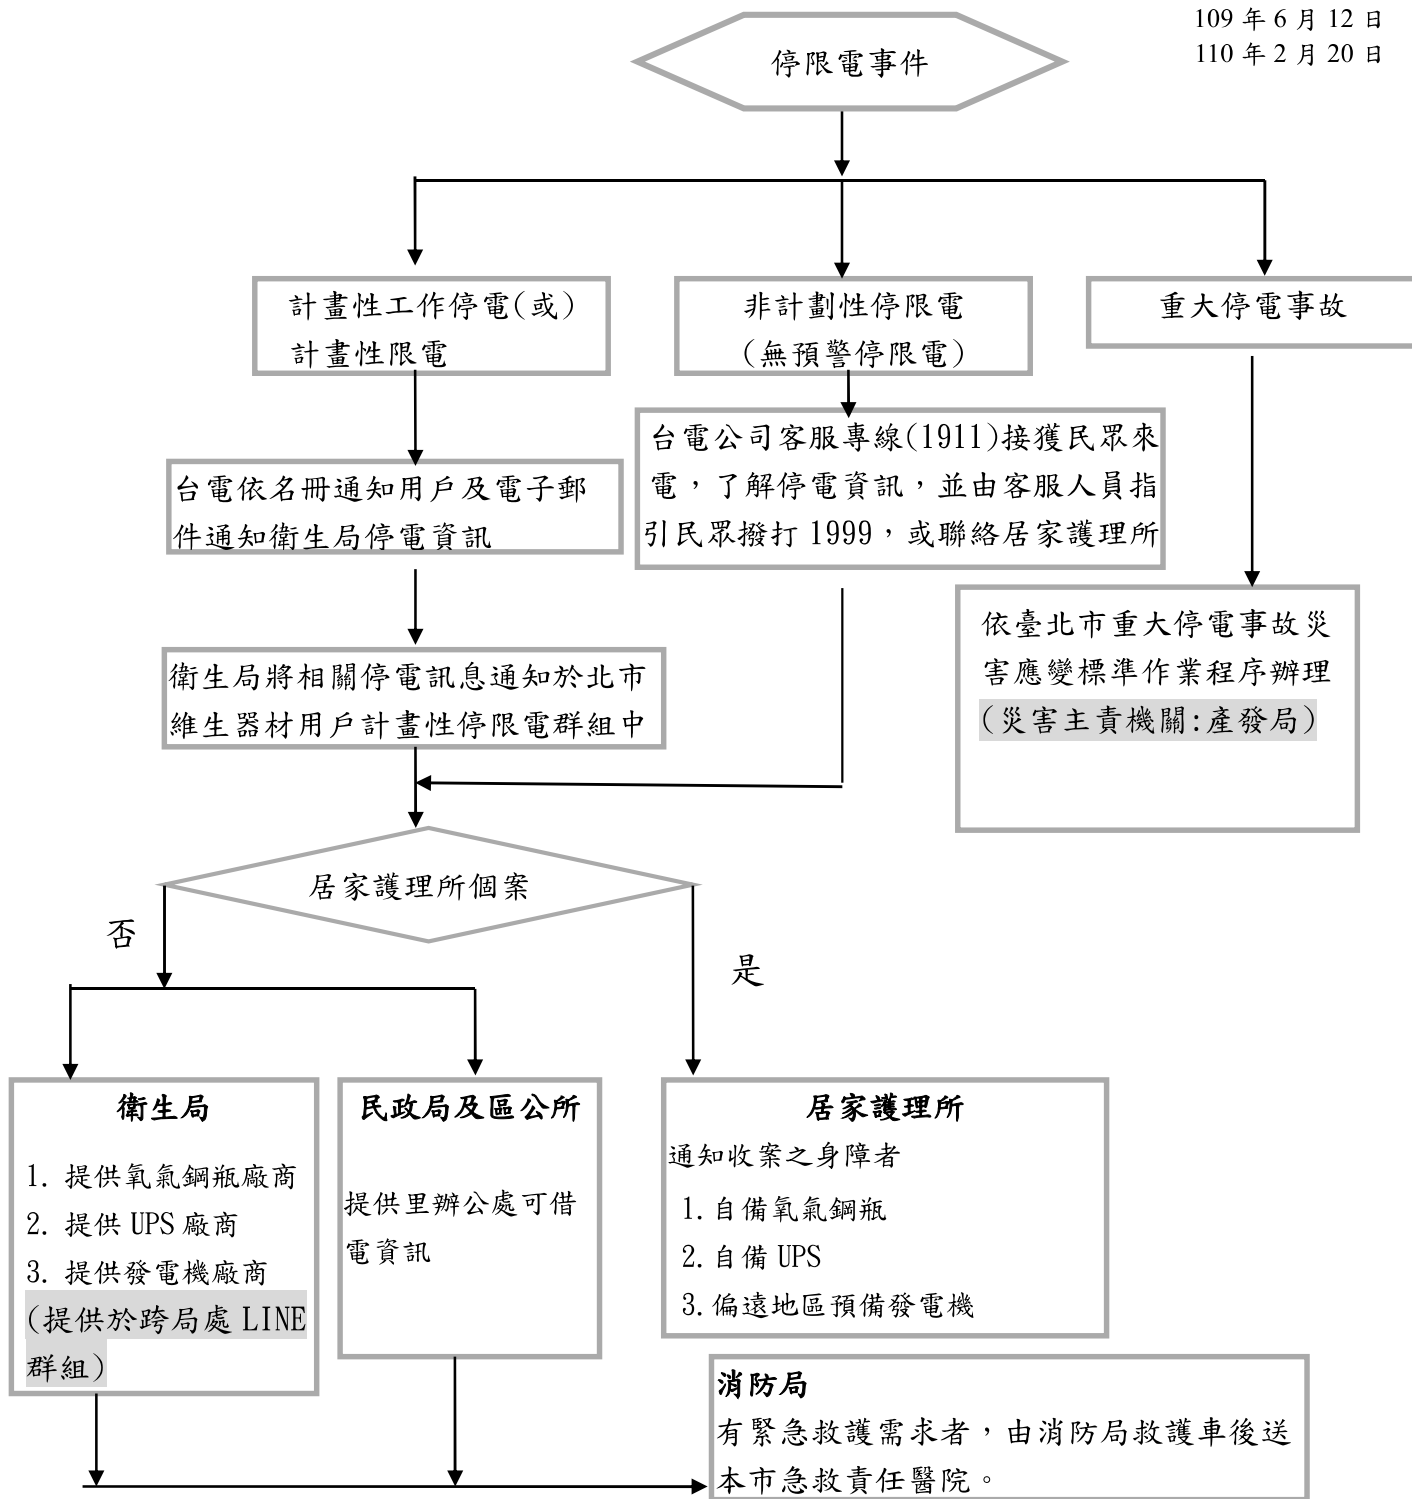 109 年 6 月 12 日
110 年 2 月 20 日
停限電事件
計畫性工作停電(或)
計畫性限電
非計劃性停限電
(無預警停限電)
重大停電事故
台電公司客服專線(1911)接獲民眾來
電，了解停電資訊，並由客服人員指
引民眾撥打 1999，或聯絡居家護理所
台電依名冊通知用戶及電子郵
件通知衛生局停電資訊
依臺北市重大停電事故災
害應變標準作業程序辦理
(災害主責機關:產發局)
衛生局將相關停電訊息通知於北市
維生器材用戶計畫性停限電群組中
居家護理所個案
否
是
衛生局
1. 提供氧氣鋼瓶廠商
2. 提供 UPS 廠商
3. 提供發電機廠商
(提供於跨局處 LINE
群組)
民政局及區公所
提供里辦公處可借
電資訊
居家護理所
通知收案之身障者
1. 自備氧氣鋼瓶
2. 自備 UPS
3. 偏遠地區預備發電機
消防局
有緊急救護需求者，由消防局救護車後送
本市急救責任醫院。